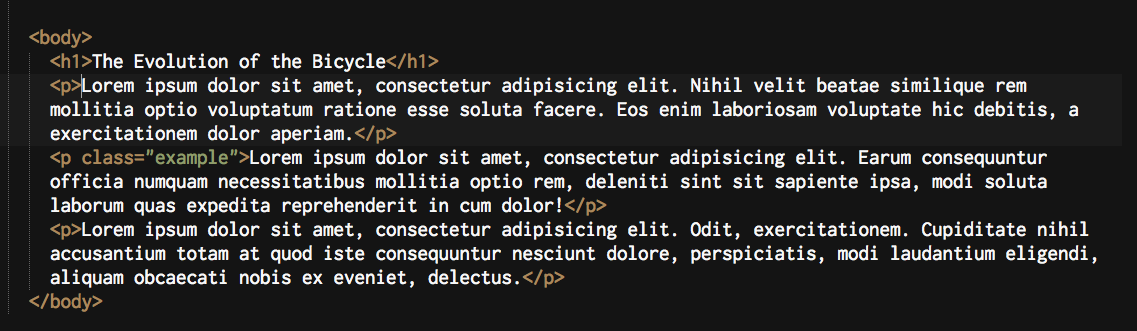 <body>
<h1>The Evolution of the Bicycle</h1>
<p>Lorem ipsum dolor sit amet, consectetur adipisicing elit. Nihil velit beatae similique rem
mollitia optio voluptatum ratione esse soluta facere. Eos enim laboriosam voluptate hic debitis, a
exercitationem dolor aperiam.</p>
<p class="example">Lorem ipsum dolor sit amet, consectetur adipisicing elit. Earum consequuntur
officia numquam necessitatibus mollitia optio rem, deleniti sint sit sapiente ipsa, modi soluta
laborum quas expedita reprehenderit in cum dolor!</p>
<p>Lorem ipsum dolor sit amet, consectetur adipisicing elit. Odit, exercitationem. Cupiditate nihil
accusantium totam at quod iste consequuntur nesciunt dolore, perspiciatis, modi laudantium eligendi,
aliquam obcaecati nobis ex eveniet, delectus.</p>
</body>